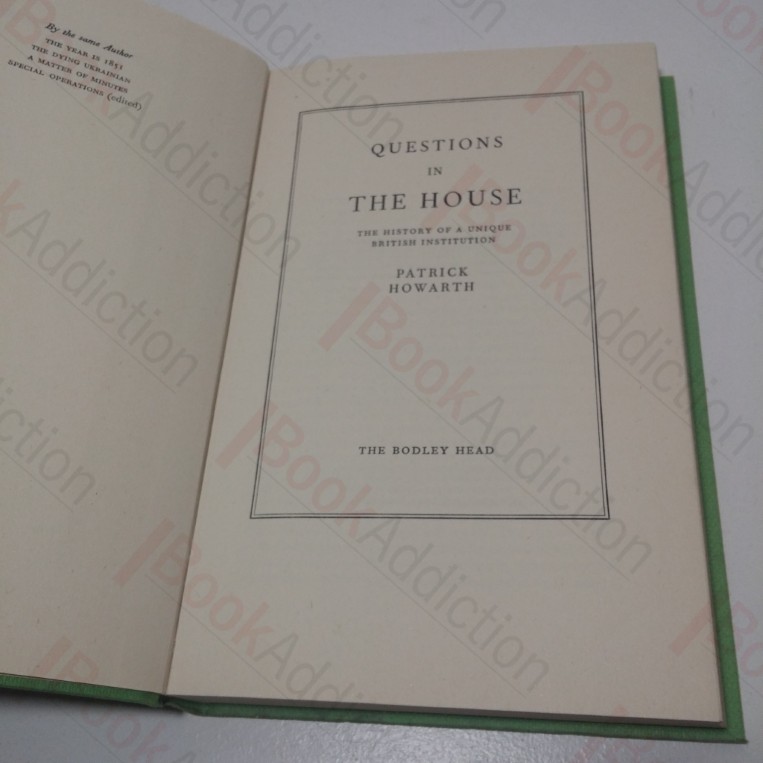 By the same Author
THE YEAR IS 1851
THE DYING UKRAINIAN
A MATTER OF MINUTES
SPECIAL OPERATIONS (edited)
QUESTIONS
IN
THE HOUSE
THE HISTORY OF A UNIQUE
BRITISH INSTITUTION
PATRICK
HOWARTH
THE BODLEY HEAD
BookAddiction